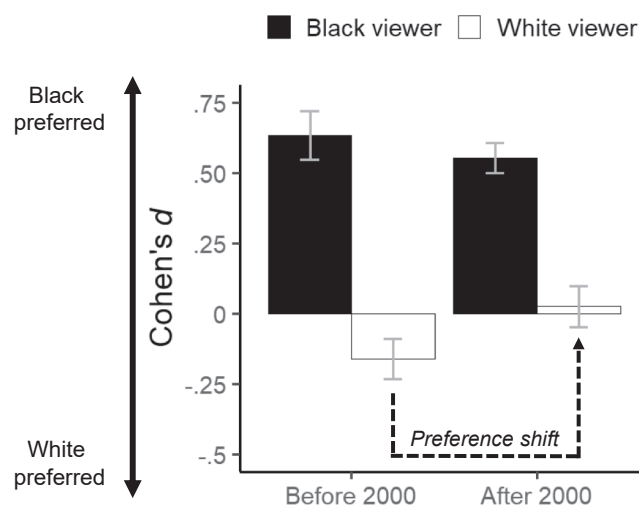 Black viewer White viewer
Black
preferred
White
preferred
Cohen's d
.75
.50
.25
0
-.25
-.5
Preference shift
Before 2000 After 2000